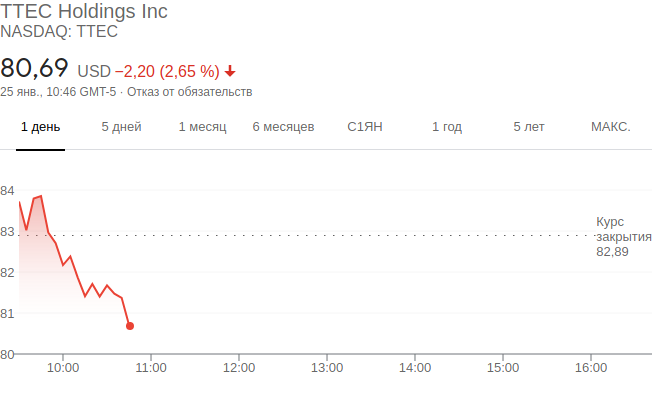 TTEC Holdings Inc
NASDAQ: TTEC
80,69 USD −2,20 (2,65 %)
25 янв., 10:46 GMT-5 · Отказ от обязательств
1 день 5 дней 1 месяц 6 месяцев С1ЯН 1 год 5 лет МАКС.
84
83
82
81
80
Курс
закрытия
82,89
10:00 11:00 12:00 13:00 14:00 15:00 16:00